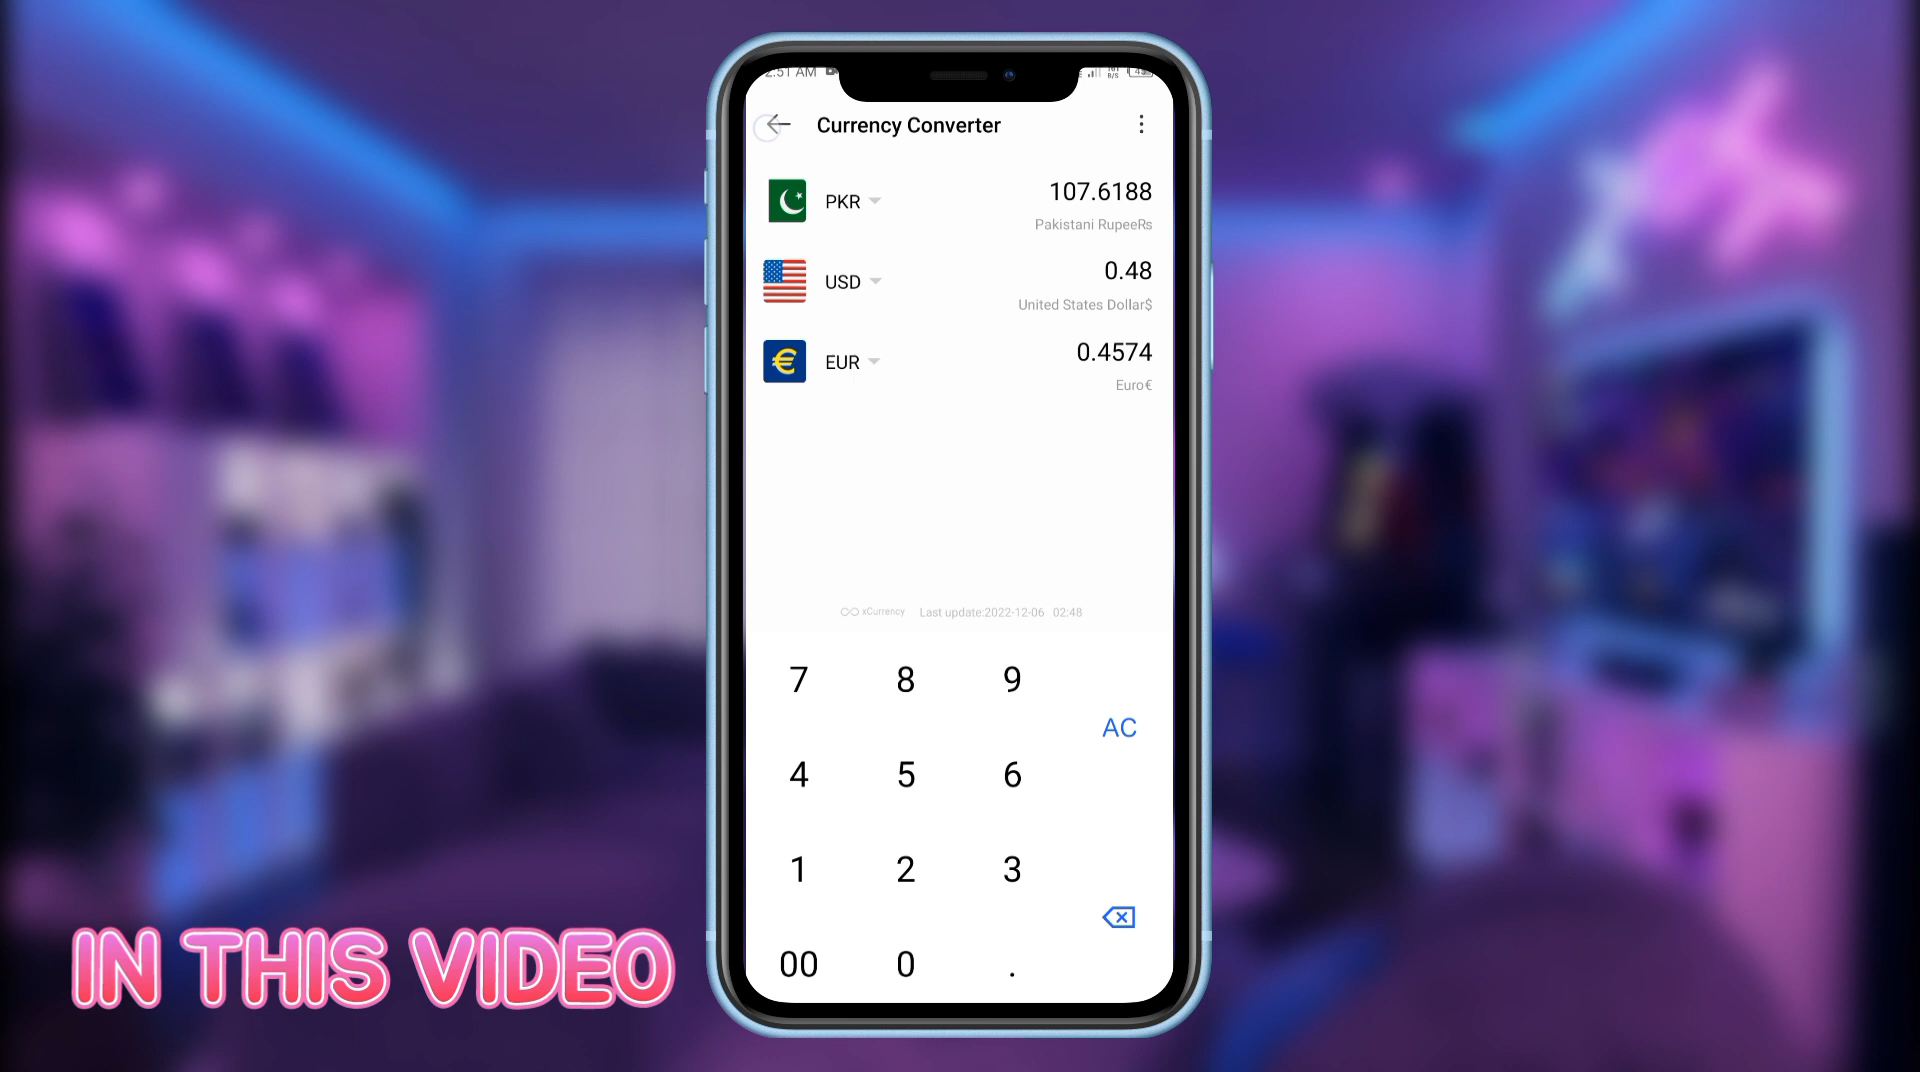 2:51 AM
Currency Converter
PKR
107.6188
Pakistani RupeeRs
USD
0.48
United States Dollar$
€
EUR
0.4574
Euro€
xCurrency Last update:2022-12-06 02:48
7 8 9
AC
4 5 6
1 2 3
00 0 .
IN THIS VIDEO